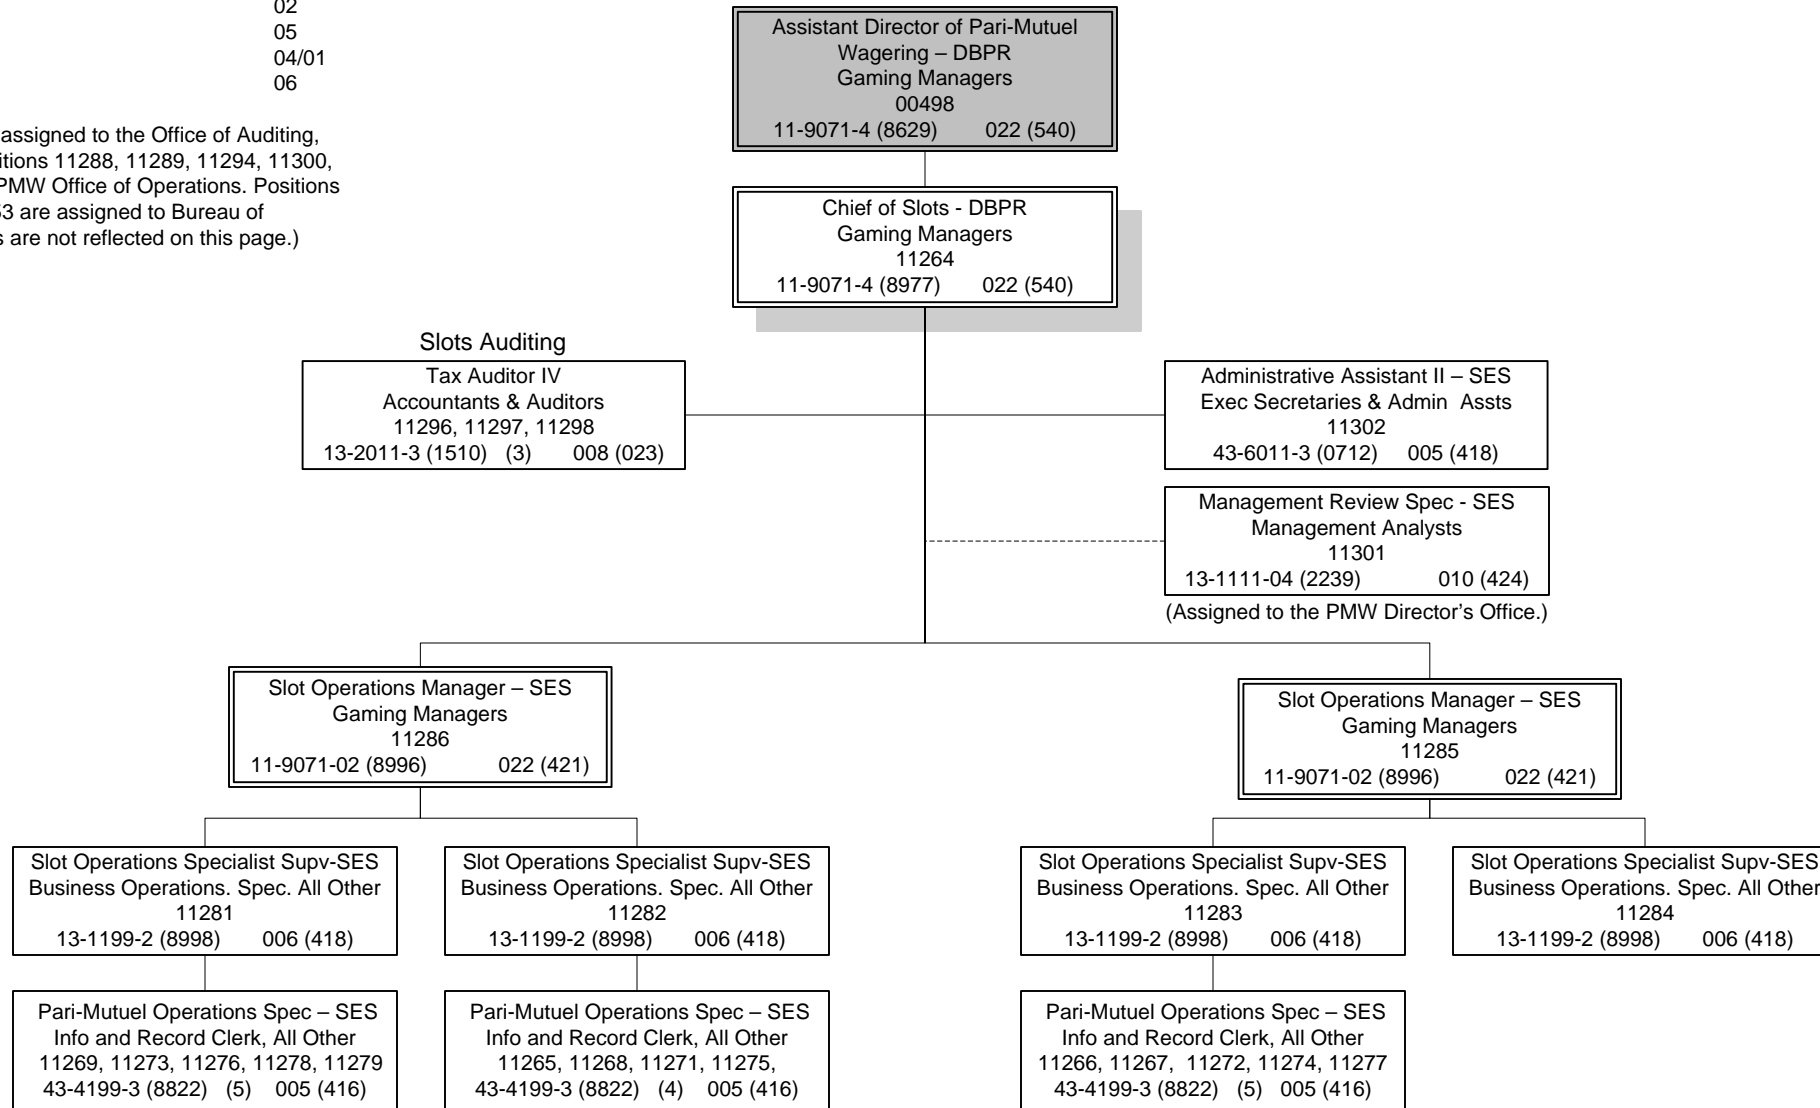 02
05
04/01
06
assigned to the Office of Auditing,
itions 11288, 11289, 11294, 11300,
PMW Office of Operations. Positions
53 are assigned to Bureau of
s are not reflected on this page.)
Assistant Director of Pari-Mutuel
Wagering – DBPR
Gaming Managers
00498
11-9071-4 (8629) 022 (540)
Chief of Slots - DBPR
Gaming Managers
11264
11-9071-4 (8977) 022 (540)
Slots Auditing
Tax Auditor IV
Accountants & Auditors
11296, 11297, 11298
13-2011-3 (1510) (3) 008 (023)
Administrative Assistant II – SES
Exec Secretaries & Admin Assts
11302
43-6011-3 (0712) 005 (418)
Management Review Spec - SES
Management Analysts
11301
13-1111-04 (2239) 010 (424)
(Assigned to the PMW Director's Office.)
Slot Operations Manager – SES
Gaming Managers
11286
11-9071-02 (8996) 022 (421)
Slot Operations Manager – SES
Gaming Managers
11285
11-9071-02 (8996) 022 (421)
Slot Operations Specialist Supv-SES
Business Operations. Spec. All Other
11281
13-1199-2 (8998) 006 (418)
Slot Operations Specialist Supv-SES
Business Operations. Spec. All Other
11282
13-1199-2 (8998) 006 (418)
Slot Operations Specialist Supv-SES
Business Operations. Spec. All Other
11283
13-1199-2 (8998) 006 (418)
Slot Operations Specialist Supv-SES
Business Operations. Spec. All Other
11284
13-1199-2 (8998) 006 (418)
Pari-Mutuel Operations Spec – SES
Info and Record Clerk, All Other
11269, 11273, 11276, 11278, 11279
43-4199-3 (8822) (5) 005 (416)
Pari-Mutuel Operations Spec – SES
Info and Record Clerk, All Other
11265, 11268, 11271, 11275,
43-4199-3 (8822) (4) 005 (416)
Pari-Mutuel Operations Spec – SES
Info and Record Clerk, All Other
11266, 11267, 11272, 11274, 11277
43-4199-3 (8822) (5) 005 (416)